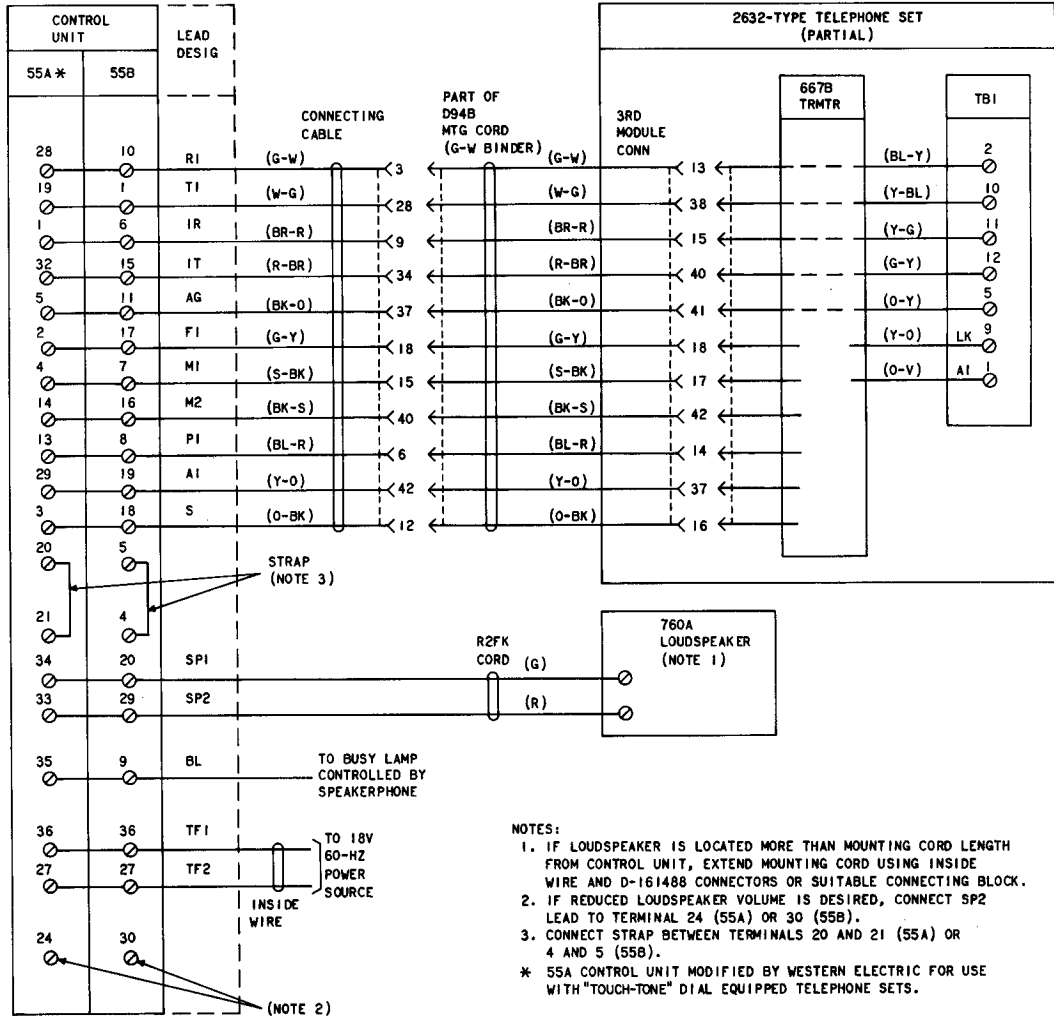 CONTROL UNIT
LEAD DESIG
2632-TYPE TELEPHONE SET
(PARTIAL)
55A*
55B
CONNECTING CABLE
PART OF D94B MTG CORD (G-W BINDER)
3RD MODULE CONN
667B TRMTR
TB1
28 10 R1 (G-W) 3 (G-W) 13 (BL-Y) 2
19 1 T1 (W-G) 28 (W-G) 38 (Y-BL) 10
1 6 1R (BR-R) 9 (BR-R) 15 (Y-G) 11
32 15 1T (R-BR) 34 (R-BR) 40 (G-Y) 12
5 11 AG (BK-O) 37 (BK-O) 41 (O-Y) 5
2 17 F1 (G-Y) 18 (G-Y) 18 (Y-O) LK 9
4 7 M1 (S-BK) 15 (S-BK) 17 (O-V) A1 1
14 16 M2 (BK-S) 40 (BK-S) 42
13 8 P1 (BL-R) 6 (BL-R) 14
29 19 A1 (Y-O) 42 (Y-O) 37
3 18 S (O-BK) 12 (O-BK) 16
20 5
STRAP
(NOTE 3)
21 4
760A
LOUDSPEAKER
(NOTE 1)
R2FK
CORD
34 20 SP1 (G)
33 29 SP2 (R)
35 9 BL
TO BUSY LAMP
CONTROLLED BY
SPEAKERPHONE
36 36 TF1
27 27 TF2
TO 18V
60-HZ
POWER
SOURCE
INSIDE
WIRE
24 30
(NOTE 2)
NOTES:
1. IF LOUDSPEAKER IS LOCATED MORE THAN MOUNTING CORD LENGTH
FROM CONTROL UNIT, EXTEND MOUNTING CORD USING INSIDE
WIRE AND D-161488 CONNECTORS OR SUITABLE CONNECTING BLOCK.
2. IF REDUCED LOUDSPEAKER VOLUME IS DESIRED, CONNECT SP2
LEAD TO TERMINAL 24 (55A) OR 30 (55B).
3. CONNECT STRAP BETWEEN TERMINALS 20 AND 21 (55A) OR
4 AND 5 (55B).
* 55A CONTROL UNIT MODIFIED BY WESTERN ELECTRIC FOR USE
WITH "TOUCH-TONE" DIAL EQUIPPED TELEPHONE SETS.